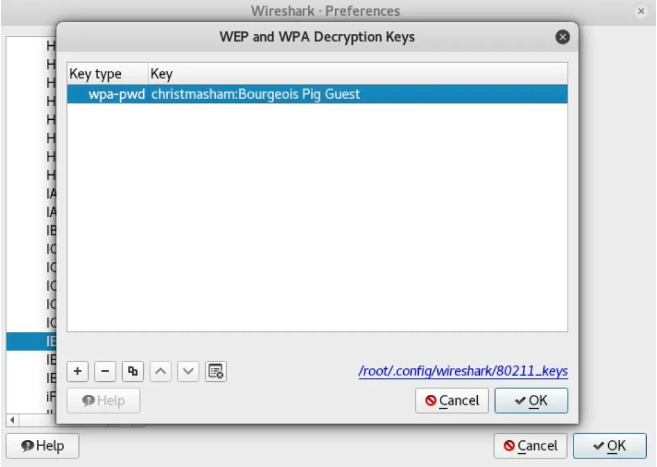 Wireshark · Preferences
WEP and WPA Decryption Keys
Key type Key
wpa-pwd christmasham:Bourgeois Pig Guest
H
H
H
H
H
H
H
H
IA
IA
IB
IC
IC
IC
IC
IC
IE
IE
IE
iF
/root/.config/wireshark/80211_keys
Help
Cancel
OK
Help
Cancel
OK